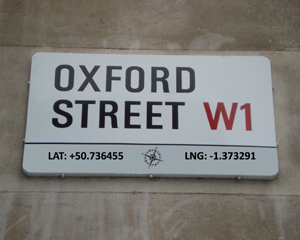 OXFORD
STREET W1
LAT: +50.736455 LNG: -1.373291